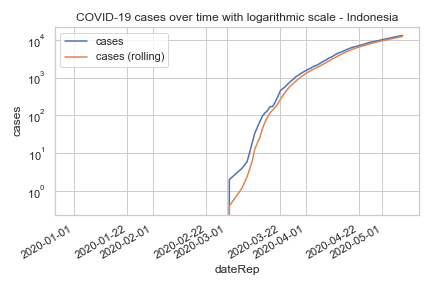 COVID-19 cases over time with logarithmic scale - Indonesia
cases
cases (rolling)
10⁴
10³
10²
10¹
10⁰
cases
2020-01-01
2020-01-22
2020-02-01
2020-02-22
2020-03-01
2020-03-22
2020-04-01
2020-04-22
2020-05-01
dateRep